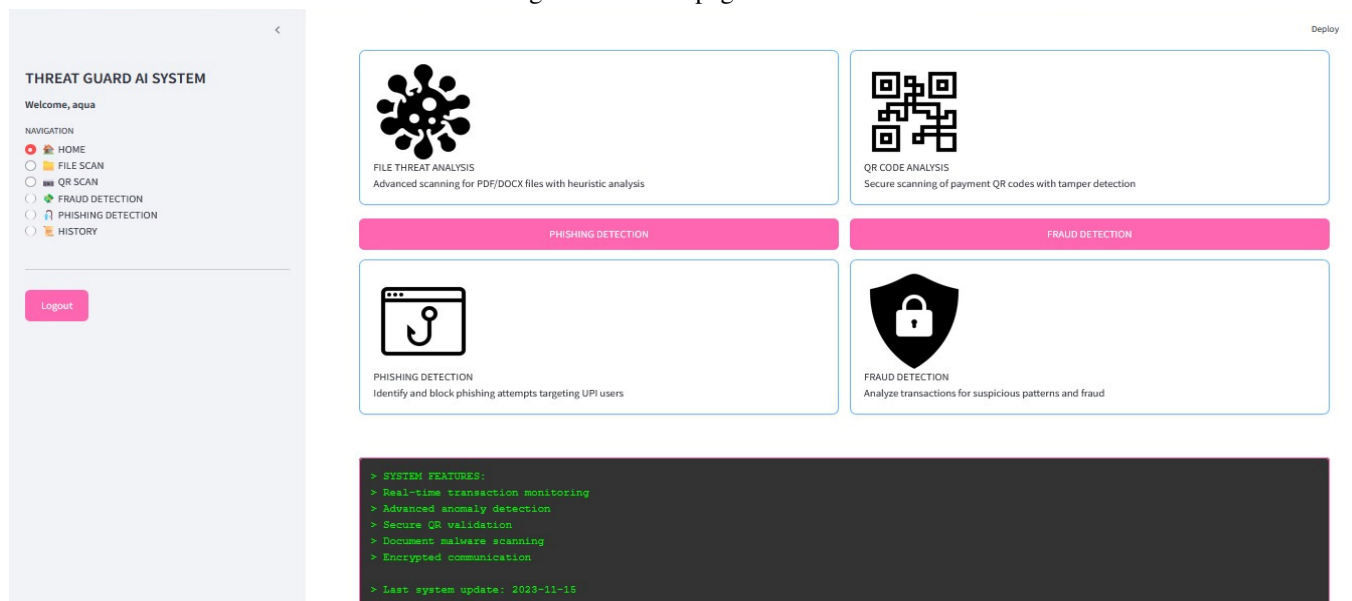 Deploy
THREAT GUARD AI SYSTEM
Welcome, aqua
NAVIGATION
HOME
FILE SCAN
QR SCAN
FRAUD DETECTION
PHISHING DETECTION
HISTORY
Logout
FILE THREAT ANALYSIS
Advanced scanning for PDF/DOCX files with heuristic analysis
QR CODE ANALYSIS
Secure scanning of payment QR codes with tamper detection
PHISHING DETECTION
FRAUD DETECTION
PHISHING DETECTION
Identify and block phishing attempts targeting UPI users
FRAUD DETECTION
Analyze transactions for suspicious patterns and fraud
> SYSTEM FEATURES:
> Real-time transaction monitoring
> Advanced anomaly detection
> Secure QR validation
> Document malware scanning
> Encrypted communication
> Last system update: 2023-11-15